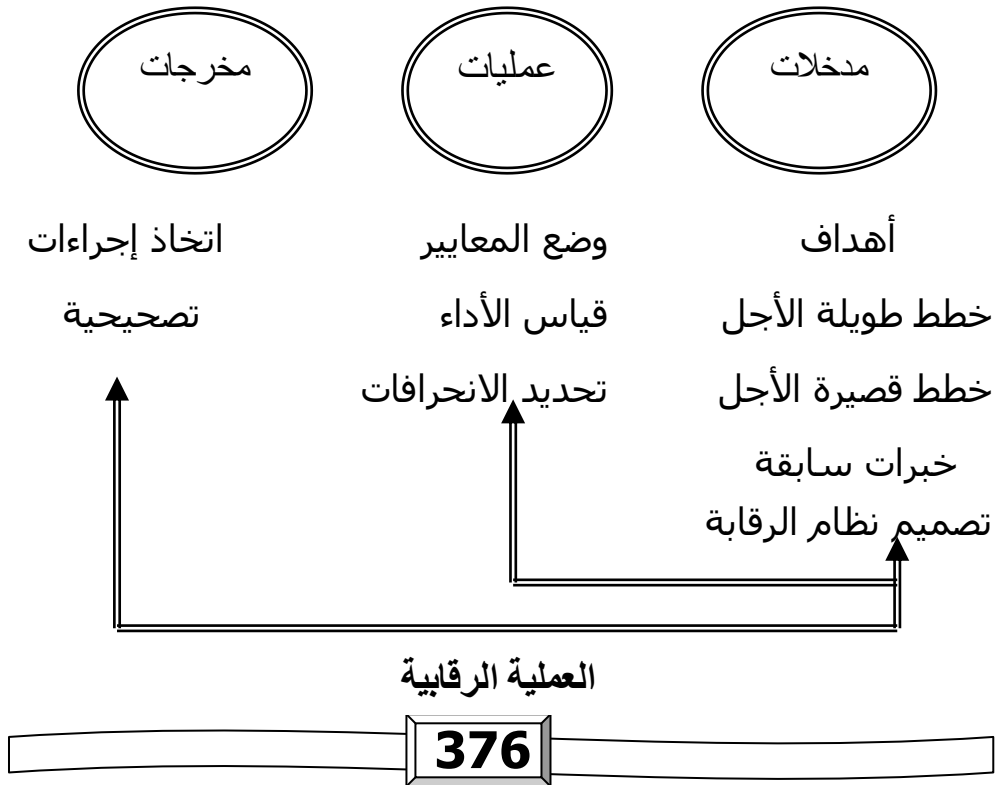 مدخلات
عمليات
مخرجات
أهداف
خطط طويلة الأجل
خطط قصيرة الأجل
خبرات سابقة
تصميم نظام الرقابة
وضع المعايير
قياس الأداء
تحديد الانحرافات
اتخاذ إجراءات
تصحيحية
العملية الرقابية
376